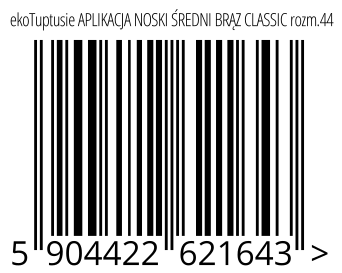 ekoTuptusie APLIKACJA NOSKI ŚREDNI BRĄZ CLASSIC rozm.44
5 904422 621643 >